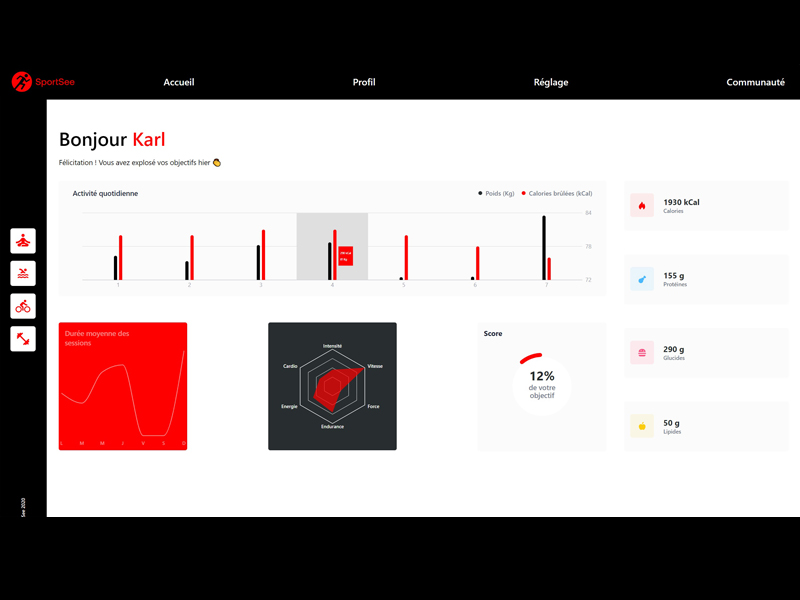 SportSee
Accueil
Profil
Réglage
Communauté
Bonjour Karl
Félicitation ! Vous avez explosé vos objectifs hier 👏
Activité quotidienne
Poids (Kg)
Calories brûlées (kCal)
84
78
72
1
2
3
4
5
6
7
Durée moyenne des
sessions
L
M
M
J
V
S
D
Intensité
Vitesse
Force
Endurance
Energie
Cardio
Score
12%
de votre
objectif
1930 kCal
Calories
155 g
Protéines
290 g
Glucides
50 g
Lipides
See 2020